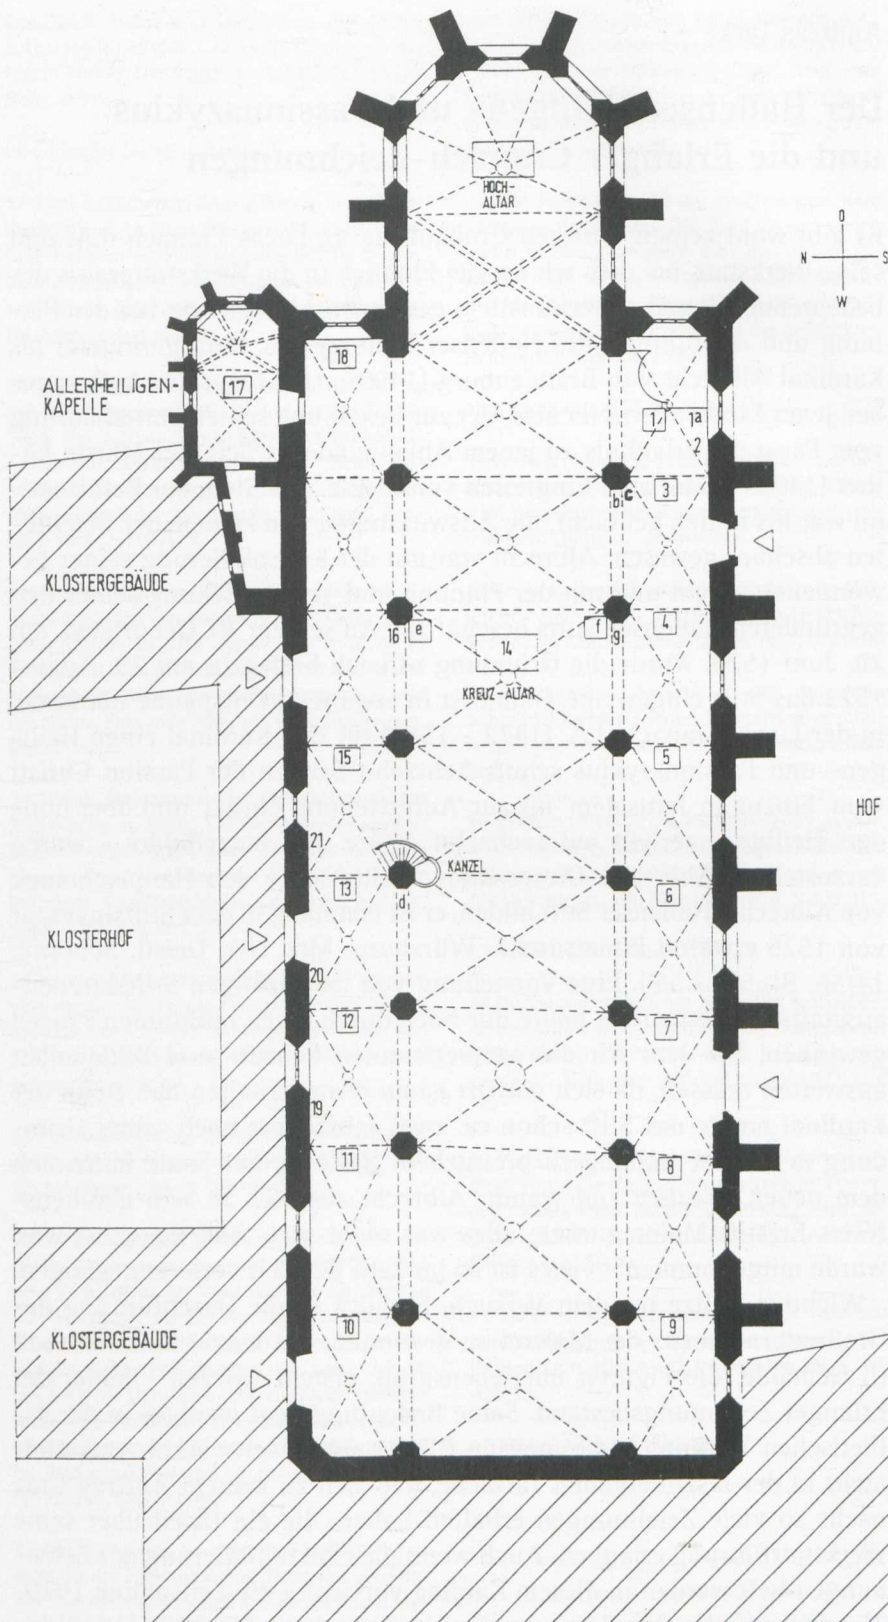 O
N S
W
HOCH-
ALTAR
18
17
ALLERHEILIGEN-
KAPELLE
1 1a
2
3
b c
KLOSTERGEBÄUDE
16 e f g 4
14
KREUZ-ALTAR
15 5
HOF
21
KANZEL
13 d 6
KLOSTERHOF
20
12 7
19
11 8
KLOSTERGEBÄUDE
10 9